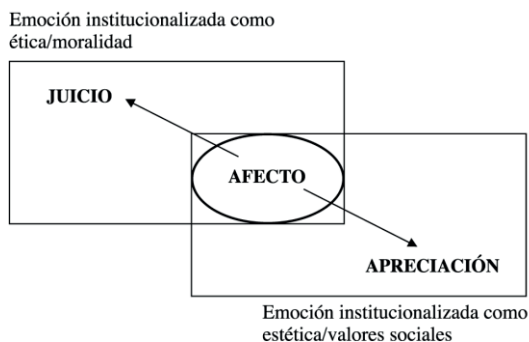 Emoción institucionalizada como
ética/moralidad
JUICIO
AFECTO
APRECIACIÓN
Emoción institucionalizada como
estética/valores sociales